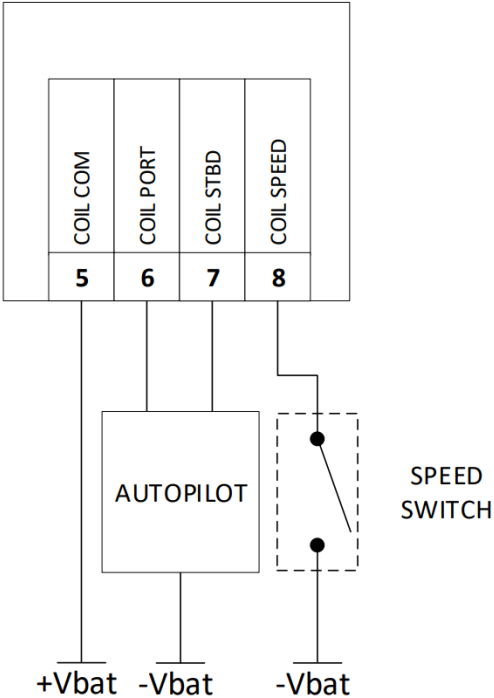 COIL COM
COIL PORT
COIL STBD
COIL SPEED
5
6
7
8
AUTOPILOT
SPEED
SWITCH
+Vbat
-Vbat
-Vbat